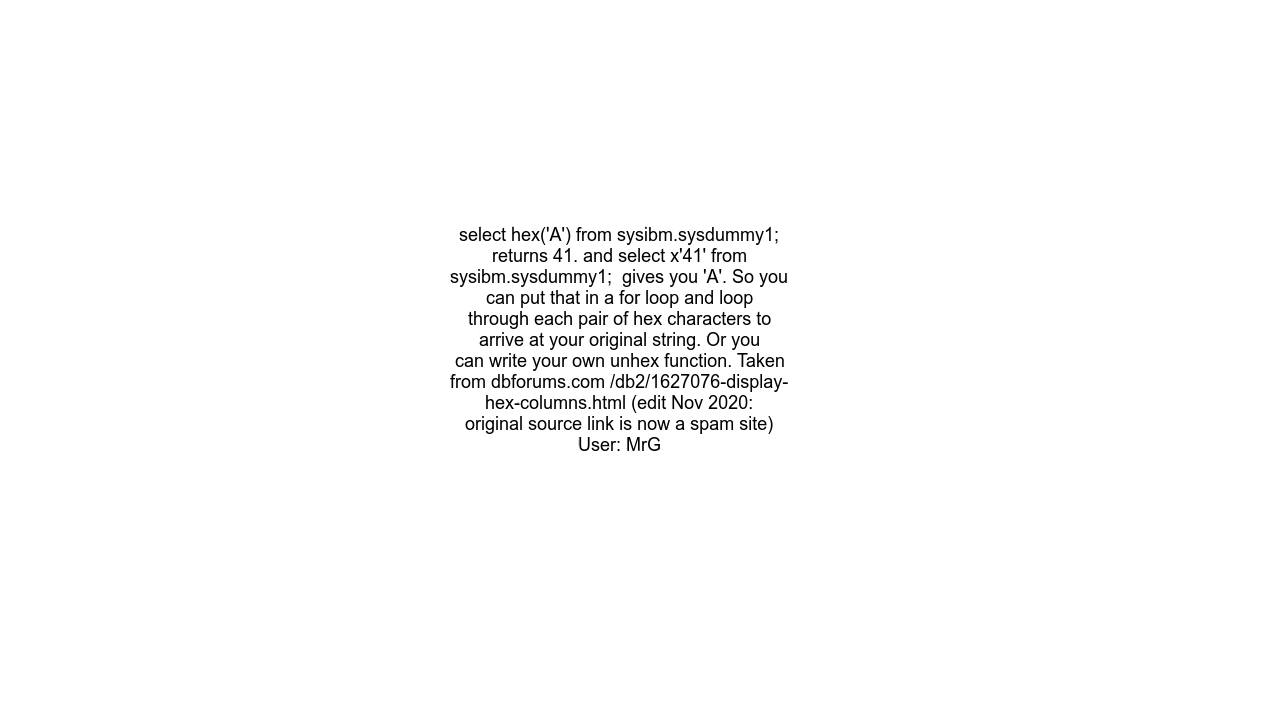 select hex('A') from sysibm.sysdummy1;
returns 41. and select x'41' from
sysibm.sysdummy1;  gives you 'A'. So you
can put that in a for loop and loop
through each pair of hex characters to
arrive at your original string. Or you
can write your own unhex function. Taken
from dbforums.com /db2/1627076-display-
hex-columns.html (edit Nov 2020:
original source link is now a spam site)
User: MrG